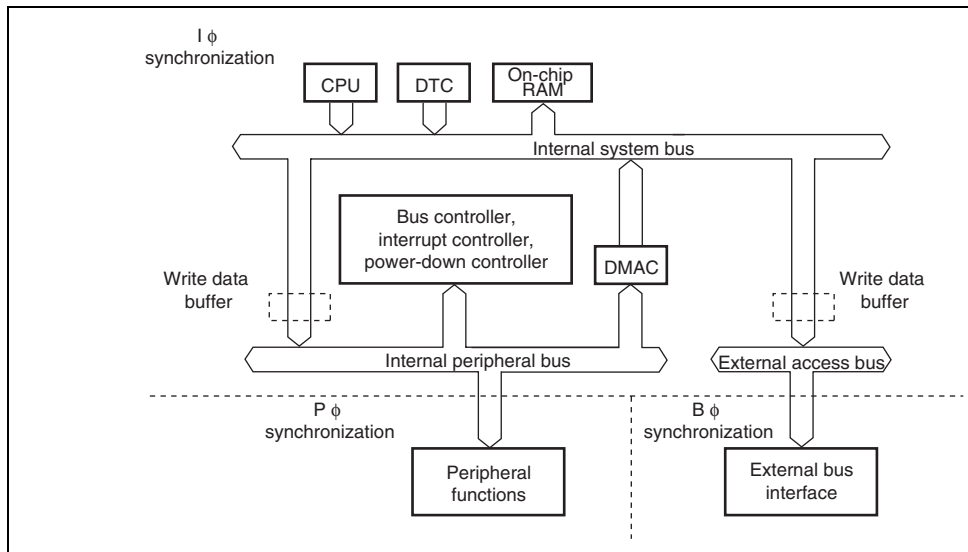 I ϕ
synchronization
CPU
DTC
On-chip
RAM
Internal system bus
Bus controller,
interrupt controller,
power-down controller
DMAC
Write data
buffer
Write data
buffer
Internal peripheral bus
External access bus
P ϕ
synchronization
B ϕ
synchronization
Peripheral
functions
External bus
interface